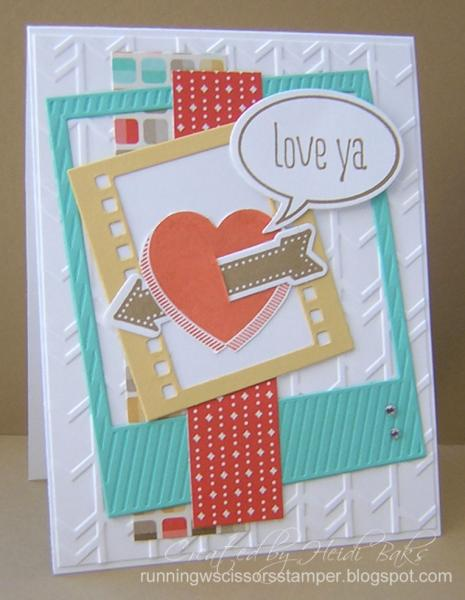 love ya
Created by Heidi Baks
runningwscissorsstamper.blogspot.com